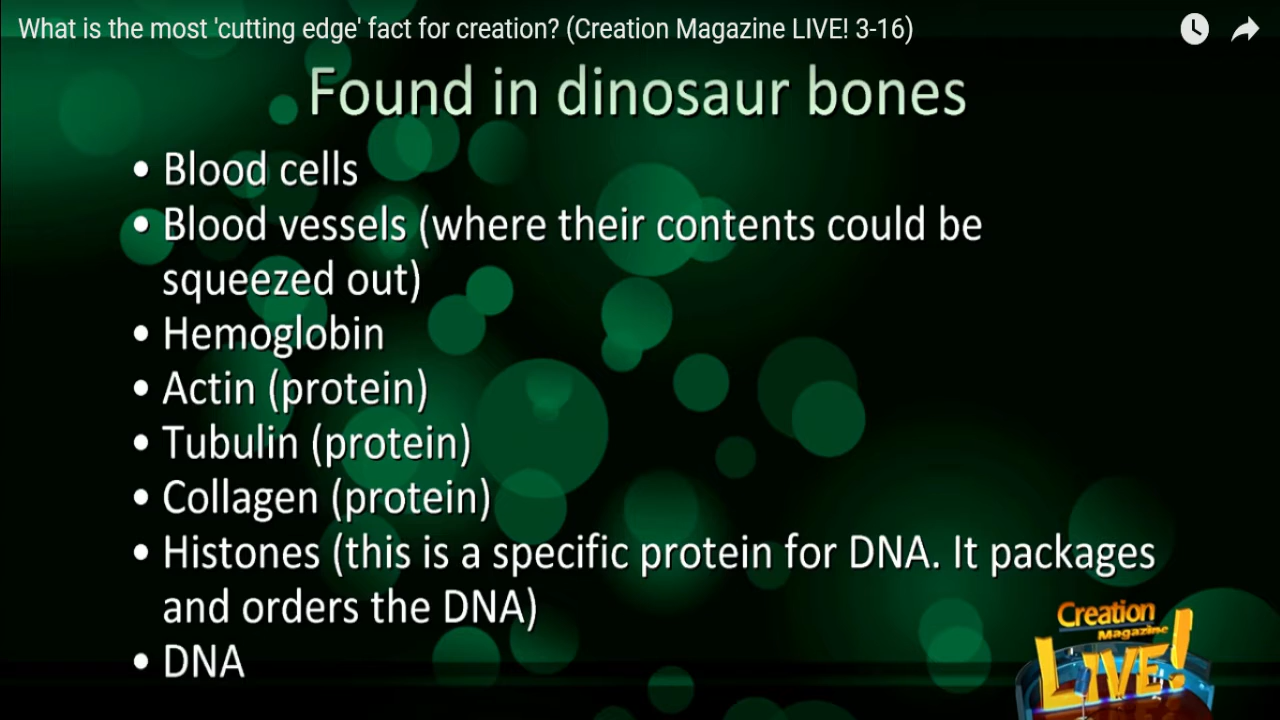 What is the most 'cutting edge' fact for creation? (Creation Magazine LIVE! 3-16)
Found in dinosaur bones
• Blood cells
• Blood vessels (where their contents could be
squeezed out)
• Hemoglobin
• Actin (protein)
• Tubulin (protein)
• Collagen (protein)
• Histones (this is a specific protein for DNA. It packages
and orders the DNA)
• DNA
Creation
Magazine
LIVE!